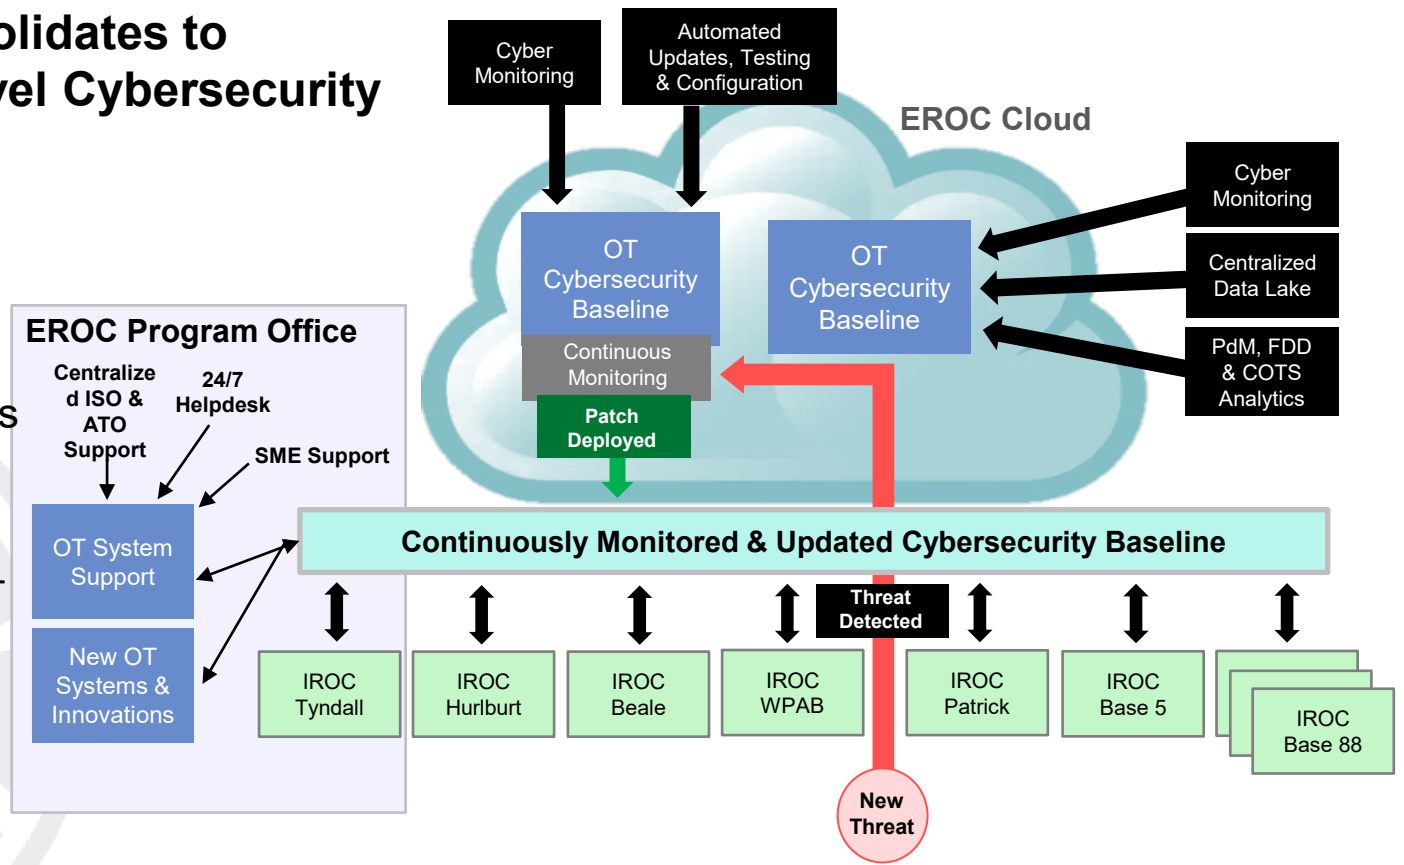 olidates to
vel Cybersecurity
Cyber
Monitoring
Automated
Updates, Testing
& Configuration
EROC Cloud
Cyber
Monitoring
Centralized
Data Lake
PdM, FDD
& COTS
Analytics
OT
Cybersecurity
Baseline
OT
Cybersecurity
Baseline
Continuous
Monitoring
Patch
Deployed
EROC Program Office
Centralize
d ISO &
ATO
Support
24/7
Helpdesk
SME Support
s
OT System
Support
New OT
Systems &
Innovations
Continuously Monitored & Updated Cybersecurity Baseline
Threat
Detected
IROC
Tyndall
IROC
Hurlburt
IROC
Beale
IROC
WPAB
IROC
Patrick
IROC
Base 5
IROC
Base 88
New
Threat